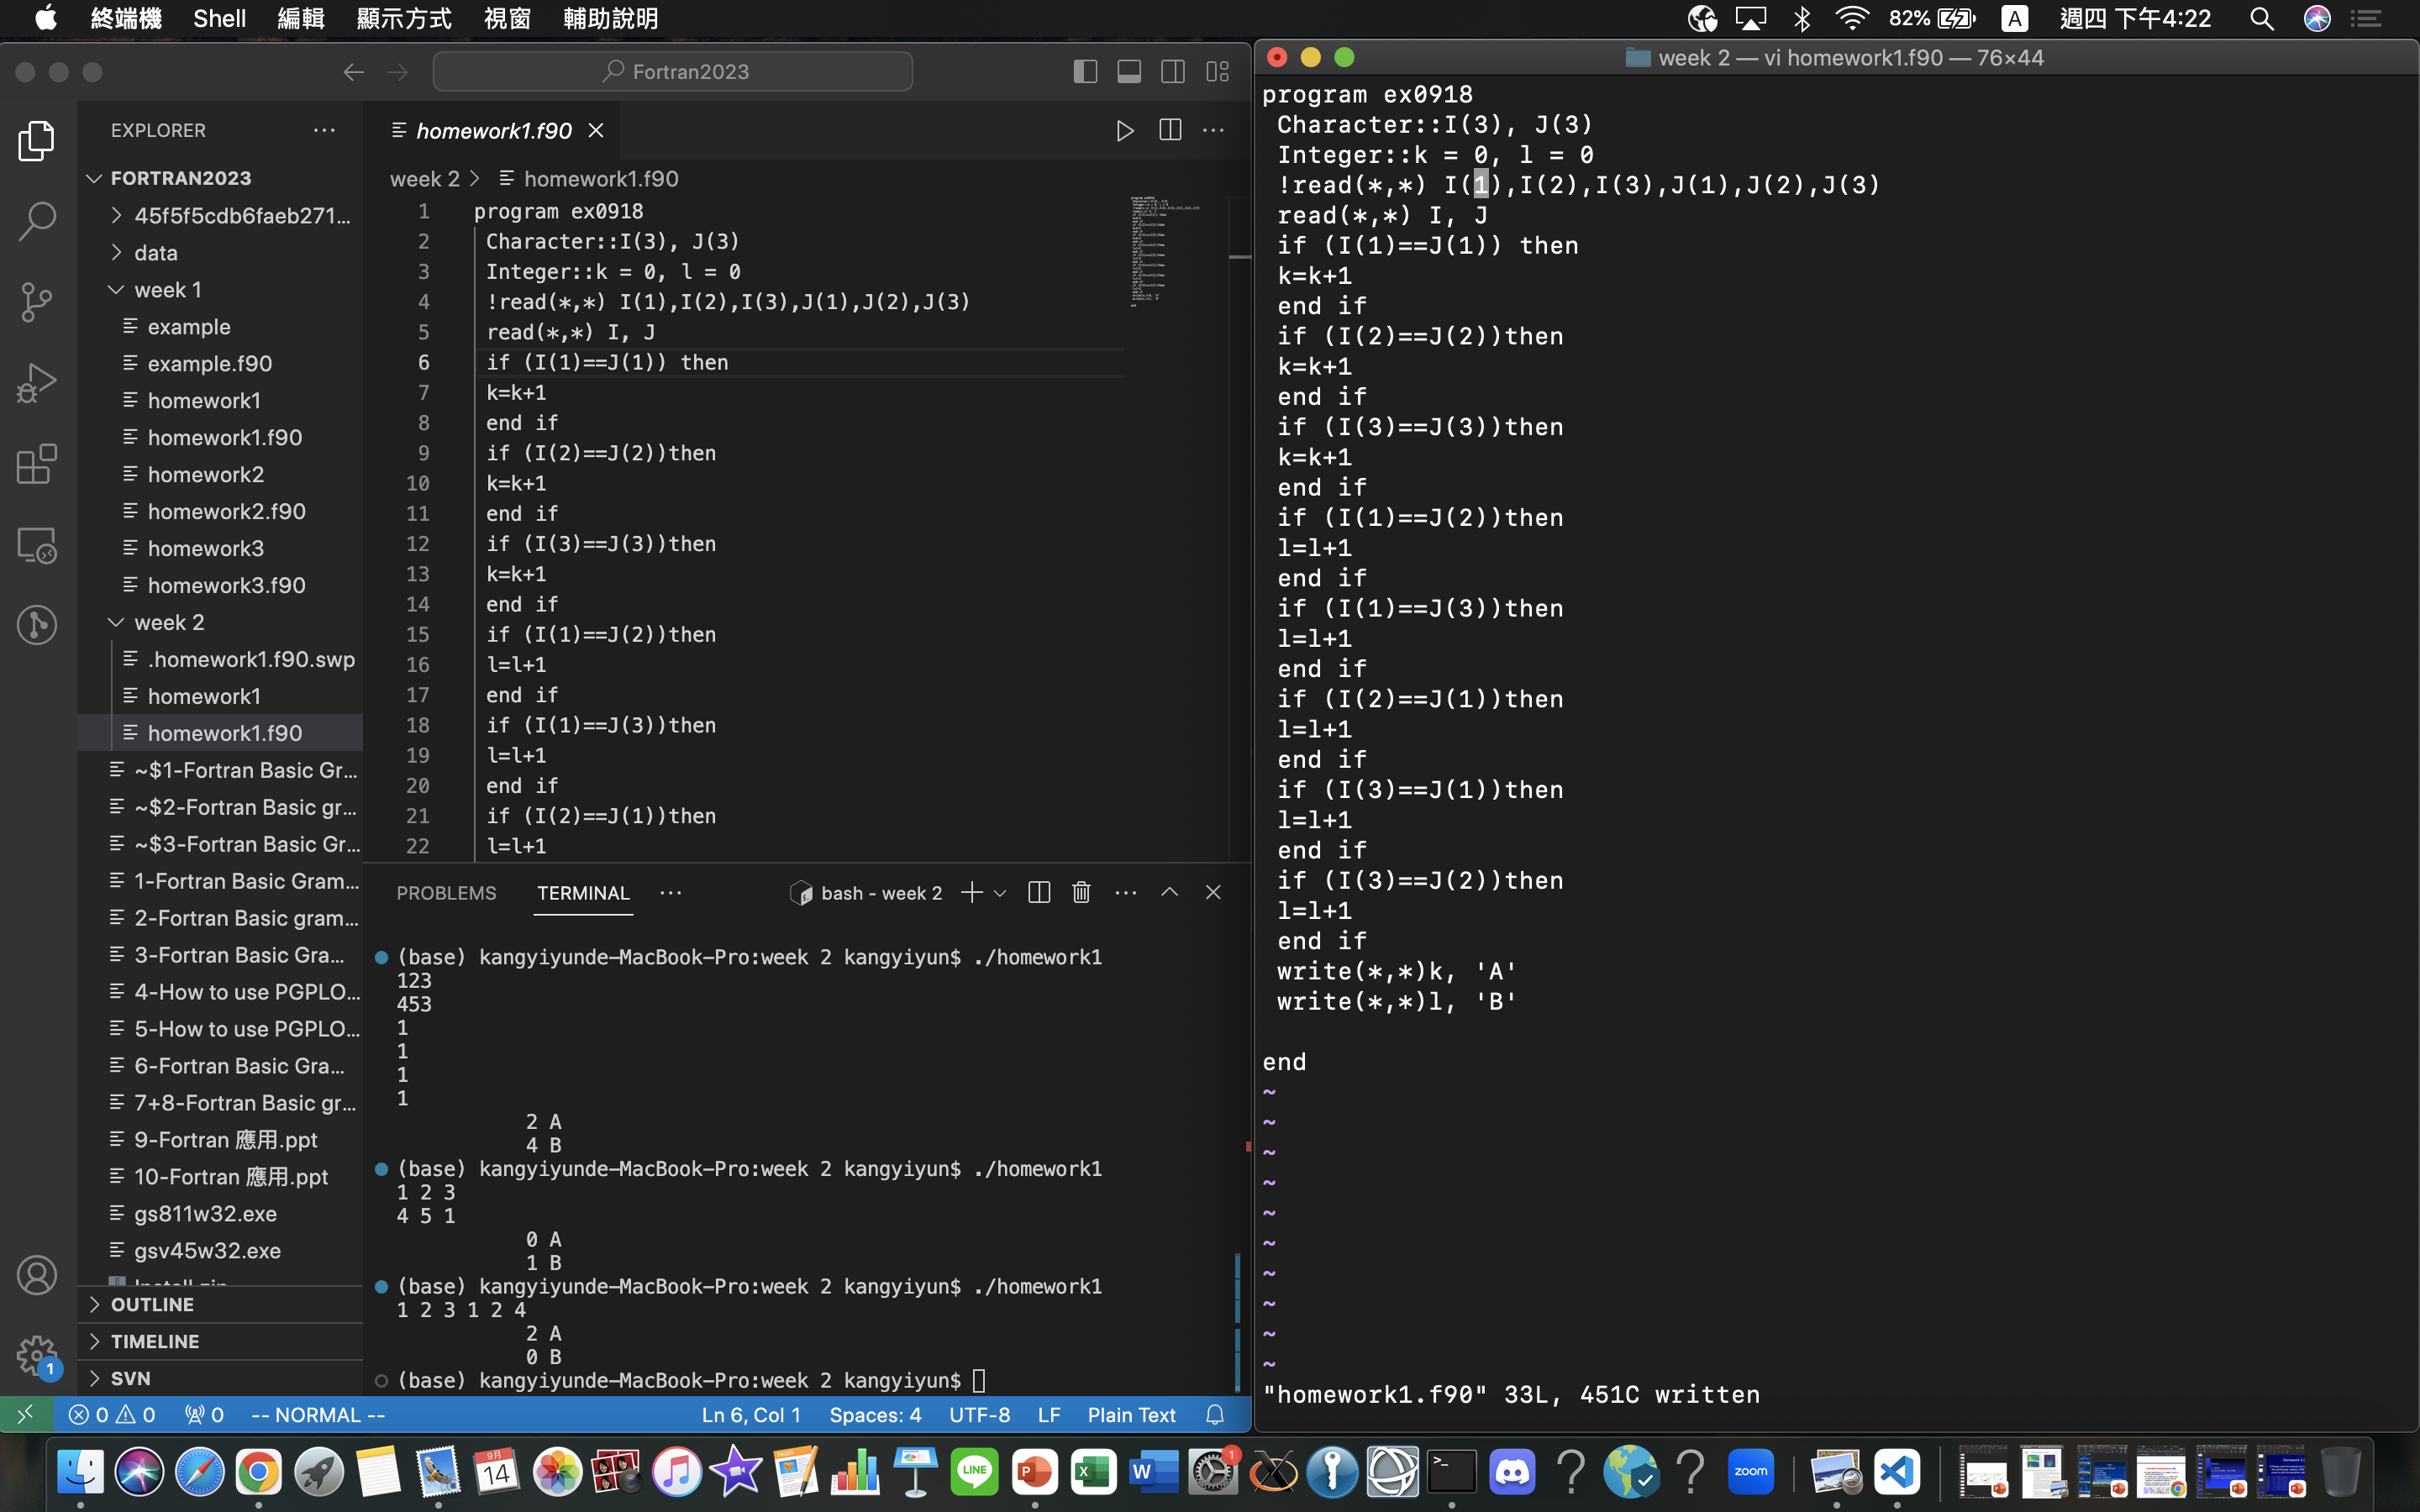 終端機 Shell 編輯 顯示方式 視窗 輔助說明 82% A 週四 下午4:22
Fortran2023
EXPLORER
FORTRAN2023
45f5f5cdb6faeb271...
data
week 1
example
example.f90
homework1
homework1.f90
homework2
homework2.f90
homework3
homework3.f90
week 2
.homework1.f90.swp
homework1
homework1.f90
~$1-Fortran Basic Gr...
~$2-Fortran Basic gr...
~$3-Fortran Basic Gr...
1-Fortran Basic Gram...
2-Fortran Basic gram...
3-Fortran Basic Gra...
4-How to use PGPLO...
5-How to use PGPLO...
6-Fortran Basic Gra...
7+8-Fortran Basic gr...
9-Fortran 應用.ppt
10-Fortran 應用.ppt
gs811w32.exe
gsv45w32.exe
OUTLINE
TIMELINE
SVN
1
homework1.f90
week 2 > homework1.f90
1 program ex0918
2 Character::I(3), J(3)
3 Integer::k = 0, l = 0
4 !read(*,*) I(1),I(2),I(3),J(1),J(2),J(3)
5 read(*,*) I, J
6 if (I(1)==J(1)) then
7 k=k+1
8 end if
9 if (I(2)==J(2))then
10 k=k+1
11 end if
12 if (I(3)==J(3))then
13 k=k+1
14 end if
15 if (I(1)==J(2))then
16 l=l+1
17 end if
18 if (I(1)==J(3))then
19 l=l+1
20 end if
21 if (I(2)==J(1))then
22 l=l+1
PROBLEMS TERMINAL bash - week 2
(base) kangyiyunde-MacBook-Pro:week 2 kangyiyun$ ./homework1
123
453
1
1
1
1
2 A
4 B
(base) kangyiyunde-MacBook-Pro:week 2 kangyiyun$ ./homework1
1 2 3
4 5 1
0 A
1 B
(base) kangyiyunde-MacBook-Pro:week 2 kangyiyun$ ./homework1
1 2 3 1 2 4
2 A
0 B
(base) kangyiyunde-MacBook-Pro:week 2 kangyiyun$
0 0 0 -- NORMAL -- Ln 6, Col 1 Spaces: 4 UTF-8 LF Plain Text
week 2 — vi homework1.f90 — 76×44
program ex0918
Character::I(3), J(3)
Integer::k = 0, l = 0
!read(*,*) I(1),I(2),I(3),J(1),J(2),J(3)
read(*,*) I, J
if (I(1)==J(1)) then
k=k+1
end if
if (I(2)==J(2))then
k=k+1
end if
if (I(3)==J(3))then
k=k+1
end if
if (I(1)==J(2))then
l=l+1
end if
if (I(1)==J(3))then
l=l+1
end if
if (I(2)==J(1))then
l=l+1
end if
if (I(3)==J(1))then
l=l+1
end if
if (I(3)==J(2))then
l=l+1
end if
write(*,*)k, 'A'
write(*,*)l, 'B'
end
~
~
~
~
~
~
~
~
~
~
"homework1.f90" 33L, 451C written
9月
14
PAGES
LINE
P
X
W
1
>_
?
?
zoom